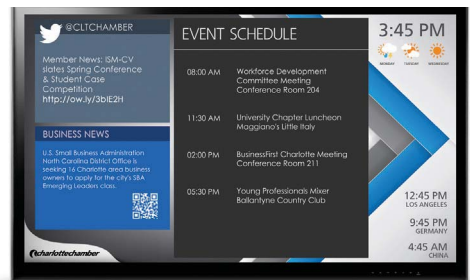 @CLTCHAMBER
Member News: ISM-CV
slates Spring Conference
& Student Case
Competition
http://ow.ly/3bIE2H
BUSINESS NEWS
U.S. Small Business Administration
North Carolina District Office is
seeking 16 Charlotte area business
owners to apply for the city's SBA
Emerging Leaders class.
charlottechamber
EVENT SCHEDULE
08:00 AM Workforce Development
Committee Meeting
Conference Room 204
11:30 AM University Chapter Luncheon
Maggiano's Little Italy
02:00 PM BusinessFirst Charlotte Meeting
Conference Room 211
05:30 PM Young Professionals Mixer
Ballantyne Country Club
3:45 PM
MONDAY TUESDAY WEDNESDAY
12:45 PM
LOS ANGELES
9:45 PM
GERMANY
4:45 AM
CHINA